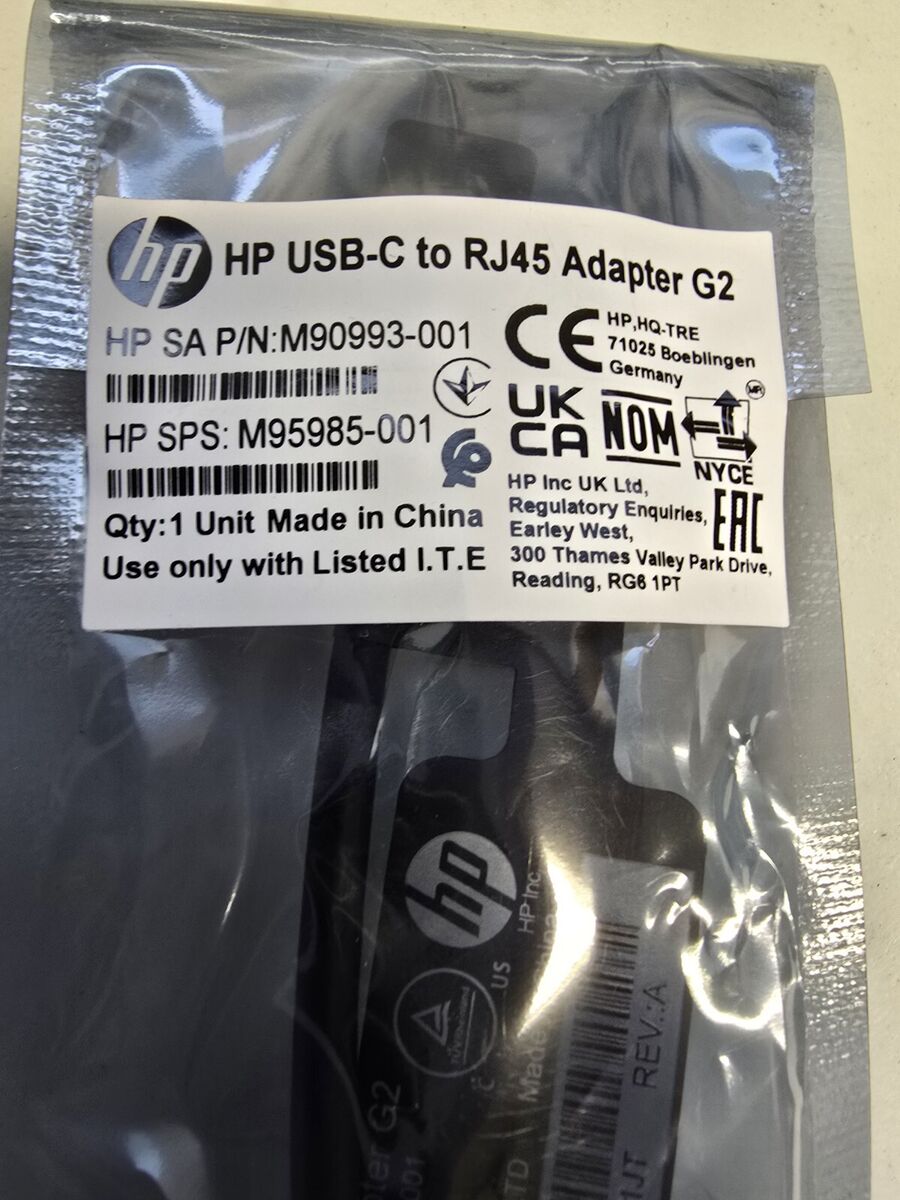 hp HP USB-C to RJ45 Adapter G2
HP SA P/N:M90993-001
HP SPS: M95985-001
Qty:1 Unit Made in China
Use only with Listed I.T.E
CE
HP,HQ-TRE
71025 Boeblingen
Germany
UK
CA
NOM
NYCE
HP Inc UK Ltd,
Regulatory Enquiries,
Earley West,
300 Thames Valley Park Drive,
Reading, RG6 1PT
EAC
hp
HP Inc
US
REV.:A
G2